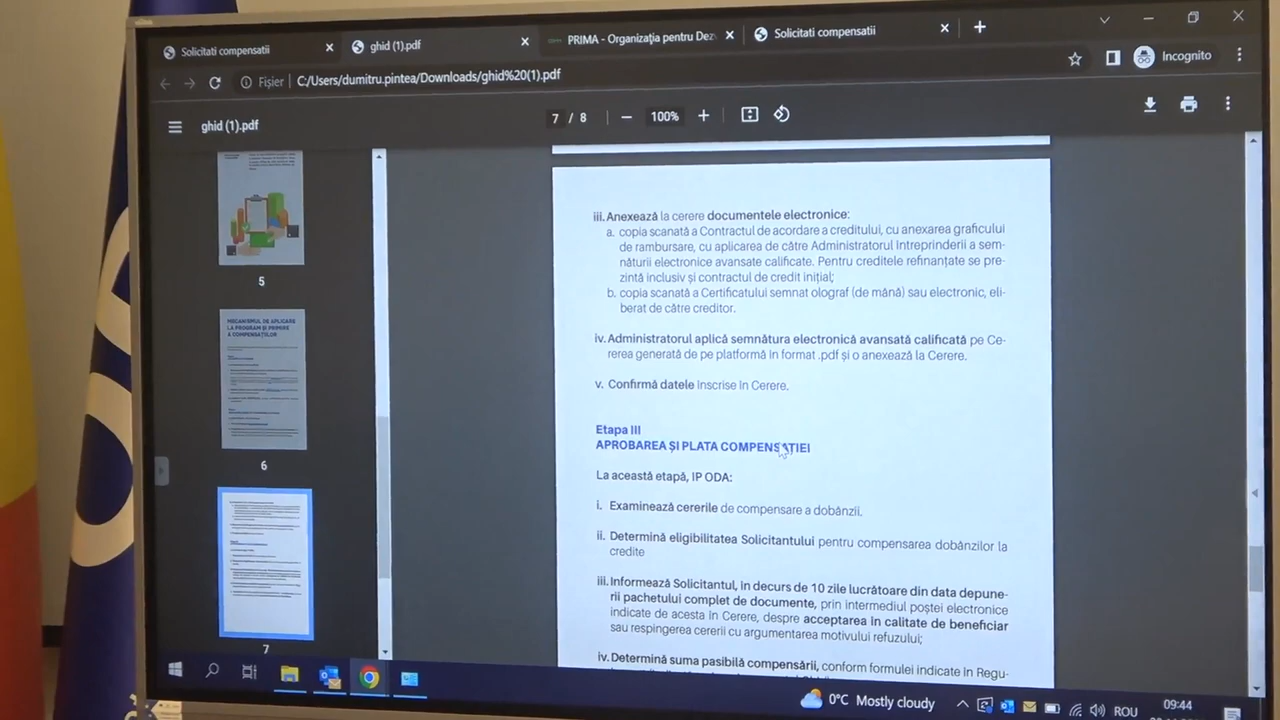 Solicitati compensatii
ghid (1).pdf
PRIMA - Organizaţia pentru Dez
Solicitati compensatii
Fișier
C:/Users/dumitru.pintea/Downloads/ghid%20(1).pdf
Incognito
ghid (1).pdf
7 / 8
100%
5
MECANISMUL DE APLICARE
LA PROGRAM ȘI PRIMIRE
A COMPENSAȚIILOR
6
7
iii. Anexează la cerere documentele electronice:
a. copia scanată a Contractul de acordare a creditului, cu anexarea graficului
de rambursare, cu aplicarea de către Administratorul Întreprinderii a sem-
năturii electronice avansate calificate. Pentru creditele refinanțate se pre-
zintă inclusiv și contractul de credit inițial;
b. copia scanată a Certificatului semnat olograf (de mână) sau electronic, eli-
berat de către creditor.
iv. Administratorul aplică semnătura electronică avansată calificată pe Ce-
rerea generată de pe platformă în format .pdf și o anexează la Cerere.
v. Confirmă datele înscrise în Cerere.
Etapa III
APROBAREA ȘI PLATA COMPENSAȚIEI
La această etapă, IP ODA:
i. Examinează cererile de compensare a dobânzii.
ii. Determină eligibilitatea Solicitantului pentru compensarea dobânzilor la
credite
iii. Informează Solicitantul, în decurs de 10 zile lucrătoare din data depune-
rii pachetului complet de documente, prin intermediul poștei electronice
indicate de acesta în Cerere, despre acceptarea în calitate de beneficiar
sau respingerea cererii cu argumentarea motivului refuzului;
iv. Determină suma pasibilă compensării, conform formulei indicate în Regu-
0°C Mostly cloudy
ROU
09:44